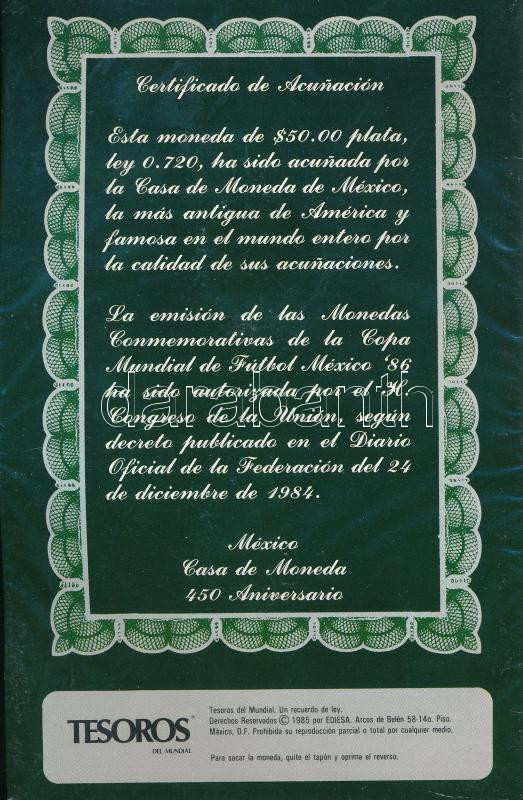 Certificado de Acuñación
Esta moneda de $50.00 plata,
ley 0.720, ha sido acuñada por
la Casa de Moneda de México,
la más antigua de América y
famosa en el mundo entero por
la calidad de sus acuñaciones.
La emisión de las Monedas
Conmemorativas de la Copa
Mundial de Fútbol México '86
ha sido autorizada por el H.
Congreso de la Unión, según
decreto publicado en el Diario
Oficial de la Federación del 24
de diciembre de 1984.
México
Casa de Moneda
450 Aniversario
darabanth
TESOROS®
DEL MUNDIAL
Tesoros del Mundial. Un recuerdo de ley.
Derechos Reservados © 1985 por EDIESA. Arcos de Belén 58-14o. Piso.
México, D.F. Prohibida su reproducción parcial o total por cualquier medio.
Para sacar la moneda, quite el tapón y oprima el reverso.